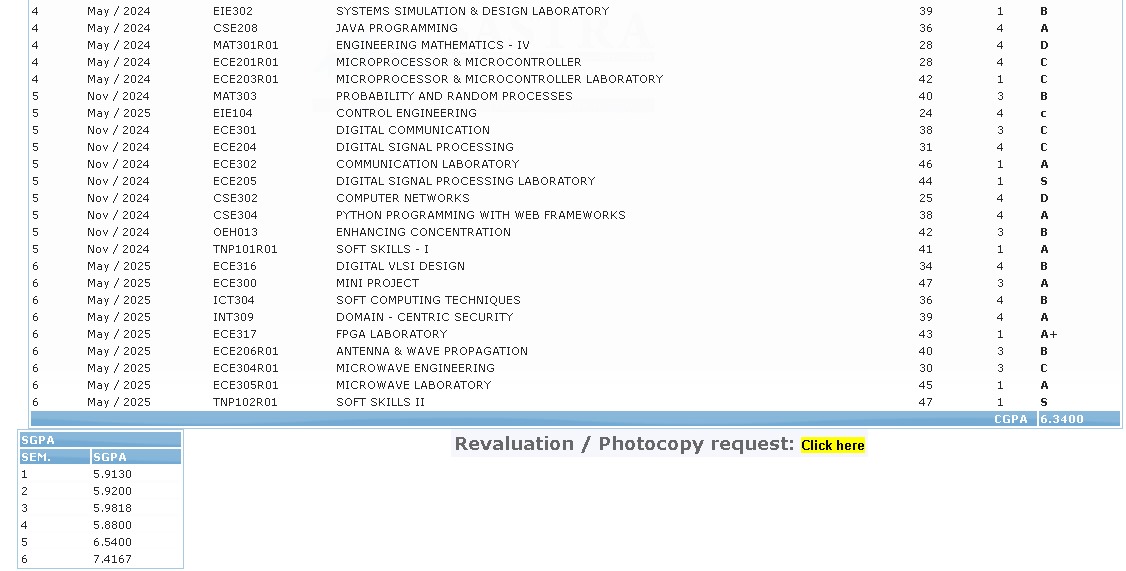 4 May / 2024 EIE302 SYSTEMS SIMULATION & DESIGN LABORATORY 39 1 B
4 May / 2024 CSE208 JAVA PROGRAMMING 36 4 A
4 May / 2024 MAT301R01 ENGINEERING MATHEMATICS - IV 28 4 D
4 May / 2024 ECE201R01 MICROPROCESSOR & MICROCONTROLLER 28 4 C
4 May / 2024 ECE203R01 MICROPROCESSOR & MICROCONTROLLER LABORATORY 42 1 C
5 Nov / 2024 MAT303 PROBABILITY AND RANDOM PROCESSES 40 3 B
5 May / 2025 EIE104 CONTROL ENGINEERING 24 4 c
5 Nov / 2024 ECE301 DIGITAL COMMUNICATION 38 3 C
5 Nov / 2024 ECE204 DIGITAL SIGNAL PROCESSING 31 4 C
5 Nov / 2024 ECE302 COMMUNICATION LABORATORY 46 1 A
5 Nov / 2024 ECE205 DIGITAL SIGNAL PROCESSING LABORATORY 44 1 S
5 Nov / 2024 CSE302 COMPUTER NETWORKS 25 4 D
5 Nov / 2024 CSE304 PYTHON PROGRAMMING WITH WEB FRAMEWORKS 38 4 A
5 Nov / 2024 OEH013 ENHANCING CONCENTRATION 42 3 B
5 Nov / 2024 TNP101R01 SOFT SKILLS - I 41 1 A
6 May / 2025 ECE316 DIGITAL VLSI DESIGN 34 4 B
6 May / 2025 ECE300 MINI PROJECT 47 3 A
6 May / 2025 ICT304 SOFT COMPUTING TECHNIQUES 36 4 B
6 May / 2025 INT309 DOMAIN - CENTRIC SECURITY 39 4 A
6 May / 2025 ECE317 FPGA LABORATORY 43 1 A+
6 May / 2025 ECE206R01 ANTENNA & WAVE PROPAGATION 40 3 B
6 May / 2025 ECE304R01 MICROWAVE ENGINEERING 30 3 C
6 May / 2025 ECE305R01 MICROWAVE LABORATORY 45 1 A
6 May / 2025 TNP102R01 SOFT SKILLS II 47 1 S
CGPA 6.3400
SGPA
Revaluation / Photocopy request: Click here
SEM. SGPA
1 5.9130
2 5.9200
3 5.9818
4 5.8800
5 6.5400
6 7.4167